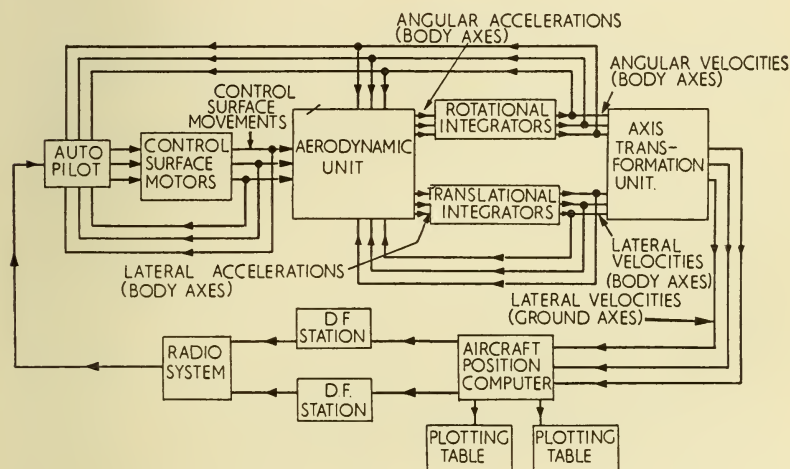 ANGULAR ACCELERATIONS
(BODY AXES)
ANGULAR VELOCITIES
(BODY AXES)
CONTROL
SURFACE
MOVEMENTS
ROTATIONAL
INTEGRATORS
AUTO
PILOT
CONTROL
SURFACE
MOTORS
AERODYNAMIC
UNIT
AXIS
TRANS-
FORMATION
UNIT.
TRANSLATIONAL
INTEGRATORS
LATERAL ACCELERATIONS
(BODY AXES)
LATERAL
VELOCITIES
(BODY AXES)
LATERAL VELOCITIES
(GROUND AXES)
D F
STATION
RADIO
SYSTEM
AIRCRAFT
POSITION
COMPUTER
D.F.
STATION
PLOTTING
TABLE
PLOTTING
TABLE